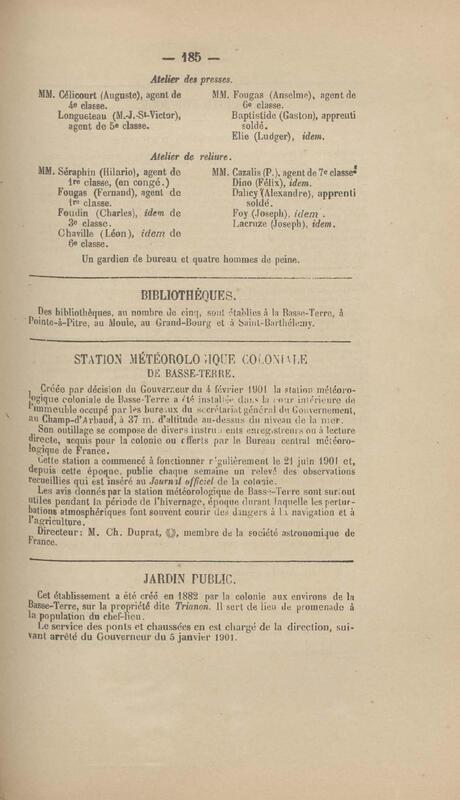 — 185 —
Atelier des presses.
MM. Célicourt (Auguste), agent de
4e classe.
Longueteau (M.-J.-St-Victor),
agent de 5e classe.
MM. Fougas (Anselme), agent de
6e classe.
Baptistide (Gaston), apprenti
soldé.
Elie (Ludger), idem.
Atelier de reliure.
MM. Séraphin (Hilario), agent de
1re classe, (en congé.)
Fougas (Fernand), agent de
1re classe.
Foudin (Charles), idem de
3e classe.
Chaville (Léon), idem de
6e classe.
MM. Cazalis (P.), agent de 7e classe
Dino (Félix), idem.
Dahcy (Alexandre), apprenti
soldé.
Foy (Joseph), idem.
Lacroze (Joseph), idem.
Un gardien de bureau et quatre hommes de peine.
BIBLIOTHÈQUES.
Des bibliothèques, au nombre de cinq, sont établies à la Basse-Terre, à
Pointe-à-Pitre, au Moule, au Grand-Bourg et à Saint-Barthélemy.
STATION MÉTÉOROLOGIQUE COLONIALE
DE BASSE-TERRE.
Créée par décision du Gouverneur du 4 février 1901 la station météoro-
logique coloniale de Basse-Terre a été installée dans la cour intérieure de
l'immeuble occupé par les bureaux du secrétariat général du Gouvernement,
au Champ-d'Arbaud, à 37 m. d'altitude au-dessus du niveau de la mer.
Son outillage se compose de divers instruments enregistreurs ou à lecture
directe, acquis pour la colonie ou offerts par le Bureau central météoro-
logique de France.
Cette station a commencé à fonctionner régulièrement le 21 juin 1901 et,
depuis cette époque, publie chaque semaine un relevé des observations
recueillies qui est inséré au Journal officiel de la colonie.
Les avis donnés par la station météorologique de Basse-Terre sont surtout
utiles pendant la période de l'hivernage, époque durant laquelle les pertur-
bations atmosphériques font souvent courir des dangers à la navigation et à
l'agriculture.
Directeur: M. Ch. Duprat, membre de la société astronomique de
France.
JARDIN PUBLIC.
Cet établissement a été créé en 1882 par la colonie aux environs de la
Basse-Terre, sur la propriété dite Trianon. Il sert de lieu de promenade à
la population du chef-lieu.
Le service des ponts et chaussées en est chargé de la direction, sui-
vant arrêté du Gouverneur du 5 janvier 1901.